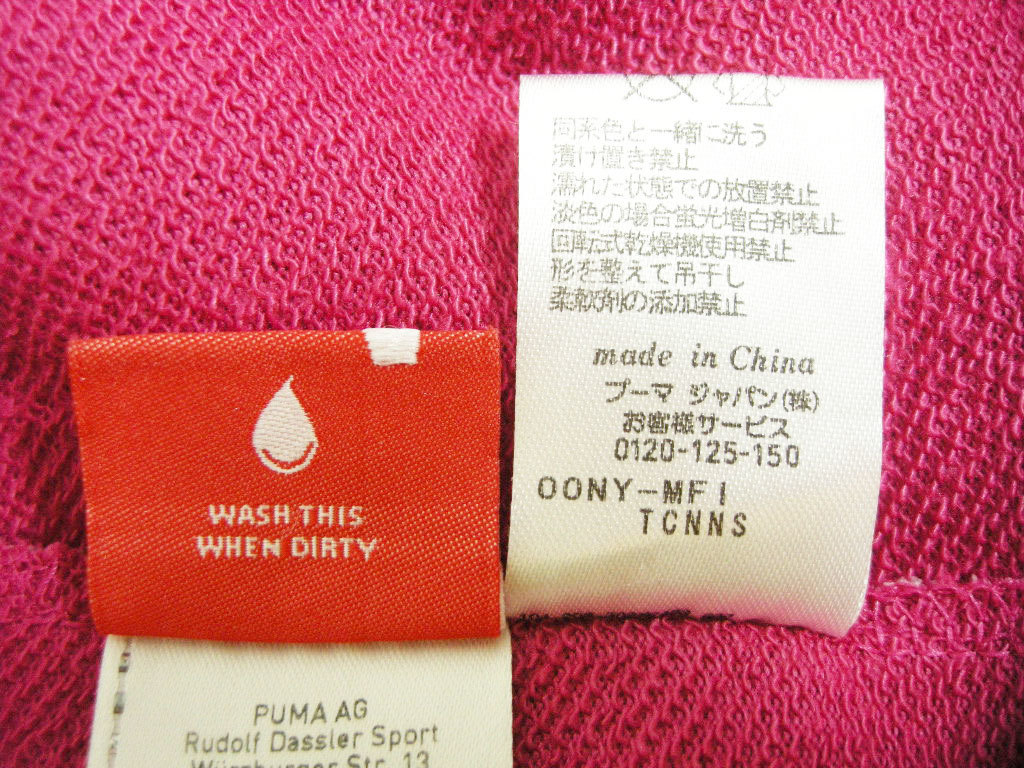 同系色と一緒に洗う
漬け置き禁止
濡れた状態での放置禁止
淡色の場合蛍光増白剤禁止
回転式乾燥機使用禁止
形を整えて吊干し
柔軟剤の添加禁止
made in China
プーマ ジャパン(株)
お客様サービス
0120-125-150
OONY-MFI
TCNNS
WASH THIS
WHEN DIRTY
PUMA AG
Rudolf Dassler Sport
Würzburger Str. 13